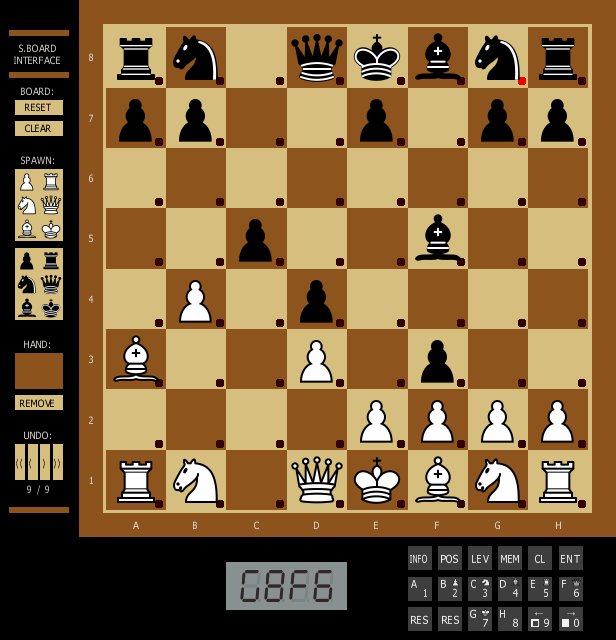 S.BOARD
INTERFACE
BOARD:
RESET
CLEAR
SPAWN:
HAND:
REMOVE
UNDO:
⟨⟨ ⟨ ⟩ ⟩⟩
9 / 9
8
7
6
5
4
3
2
1
A B C D E F G H
G8F6
INFO POS LEV MEM CL ENT
A 1 B 2 C 3 D 4 E 5 F 6
RES RES G 7 H 8 ← 9 → 0